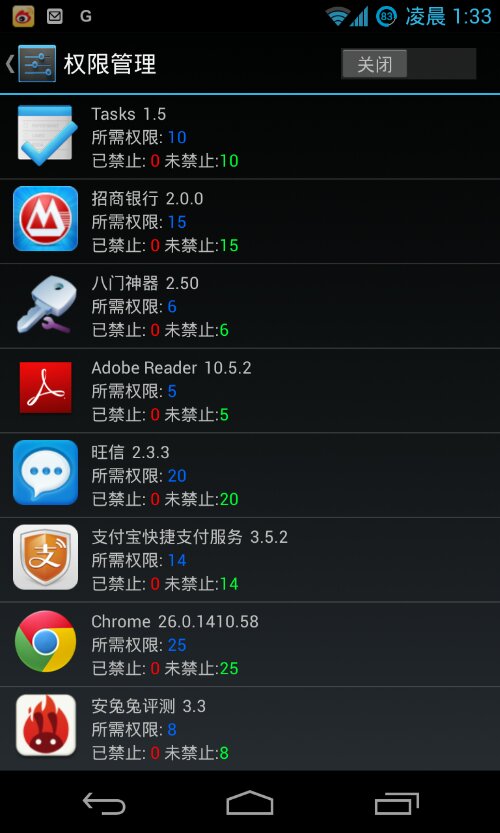 G 83 凌晨 1:33
权限管理 关闭
Tasks 1.5
所需权限: 10
已禁止: 0 未禁止:10
招商银行 2.0.0
所需权限: 15
已禁止: 0 未禁止:15
八门神器 2.50
所需权限: 6
已禁止: 0 未禁止:6
Adobe Reader 10.5.2
所需权限: 5
已禁止: 0 未禁止:5
旺信 2.3.3
所需权限: 20
已禁止: 0 未禁止:20
支
支付宝快捷支付服务 3.5.2
所需权限: 14
已禁止: 0 未禁止:14
Chrome 26.0.1410.58
所需权限: 25
已禁止: 0 未禁止:25
安兔兔评测 3.3
所需权限: 8
已禁止: 0 未禁止:8